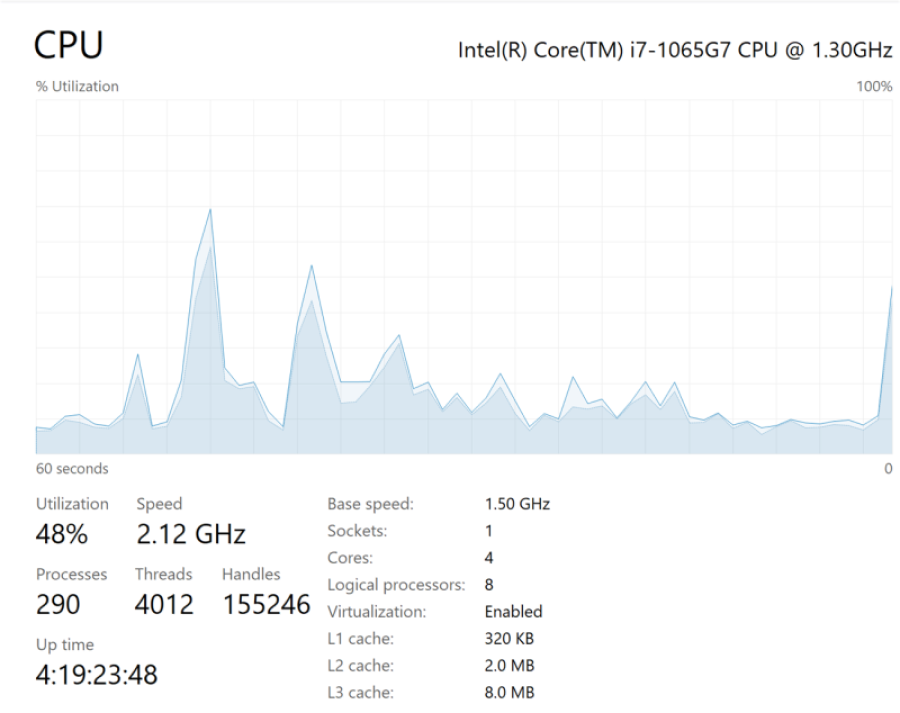 CPU
Intel(R) Core(TM) i7-1065G7 CPU @ 1.30GHz
% Utilization
100%
60 seconds
0
Utilization
Speed
48%
2.12 GHz
Processes
Threads
Handles
290
4012
155246
Up time
4:19:23:48
Base speed: 1.50 GHz
Sockets: 1
Cores: 4
Logical processors: 8
Virtualization: Enabled
L1 cache: 320 KB
L2 cache: 2.0 MB
L3 cache: 8.0 MB